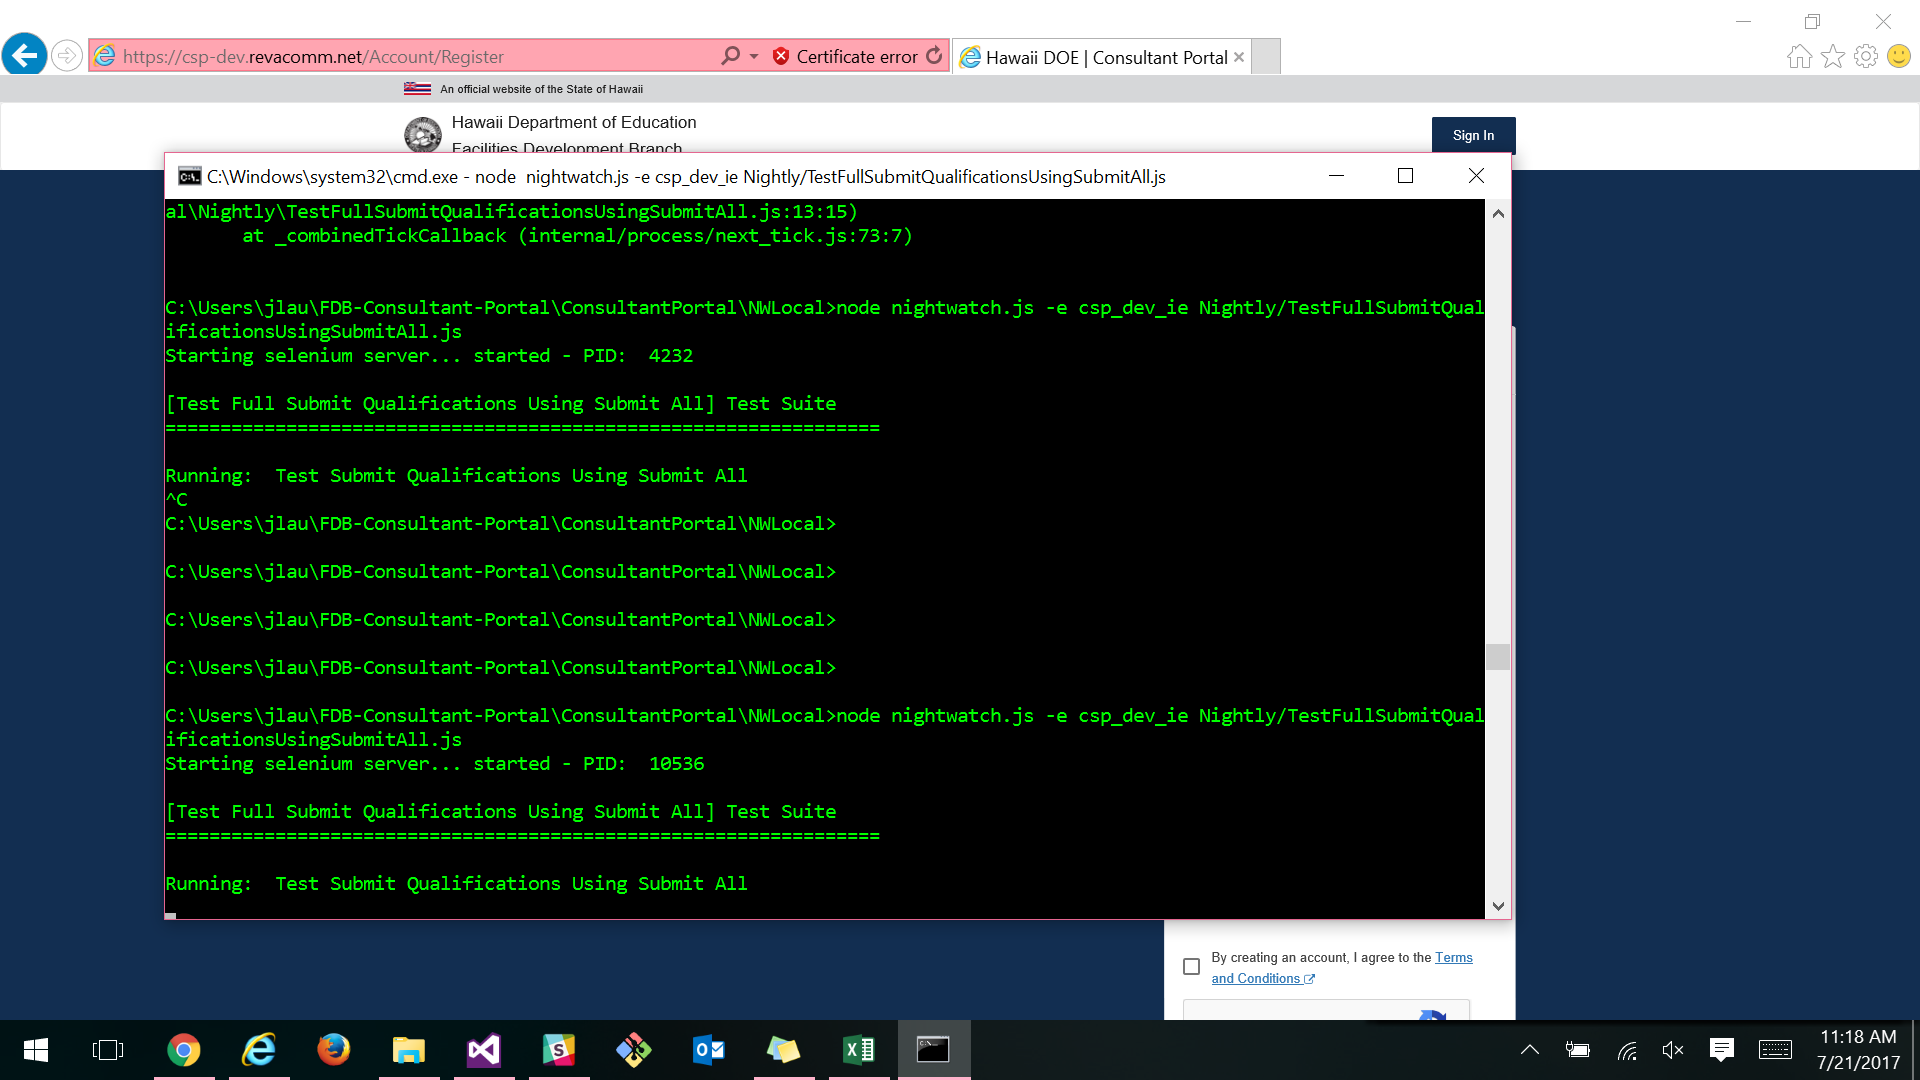 https://csp-dev.revacomm.net/Account/Register
Certificate error
Hawaii DOE | Consultant Portal
An official website of the State of Hawaii
Hawaii Department of Education
Facilities Development Branch
Sign In
C:\Windows\system32\cmd.exe - node  nightwatch.js -e csp_dev_ie Nightly/TestFullSubmitQualificationsUsingSubmitAll.js
al\Nightly\TestFullSubmitQualificationsUsingSubmitAll.js:13:15)
at _combinedTickCallback (internal/process/next_tick.js:73:7)
C:\Users\jlau\FDB-Consultant-Portal\ConsultantPortal\NWLocal>node nightwatch.js -e csp_dev_ie Nightly/TestFullSubmitQual
ificationsUsingSubmitAll.js
Starting selenium server... started - PID:  4232
[Test Full Submit Qualifications Using Submit All] Test Suite
=================================================================
Running:  Test Submit Qualifications Using Submit All
^C
C:\Users\jlau\FDB-Consultant-Portal\ConsultantPortal\NWLocal>
C:\Users\jlau\FDB-Consultant-Portal\ConsultantPortal\NWLocal>
C:\Users\jlau\FDB-Consultant-Portal\ConsultantPortal\NWLocal>
C:\Users\jlau\FDB-Consultant-Portal\ConsultantPortal\NWLocal>
C:\Users\jlau\FDB-Consultant-Portal\ConsultantPortal\NWLocal>node nightwatch.js -e csp_dev_ie Nightly/TestFullSubmitQual
ificationsUsingSubmitAll.js
Starting selenium server... started - PID:  10536
[Test Full Submit Qualifications Using Submit All] Test Suite
=================================================================
Running:  Test Submit Qualifications Using Submit All
By creating an account, I agree to the Terms
and Conditions
11:18 AM
7/21/2017